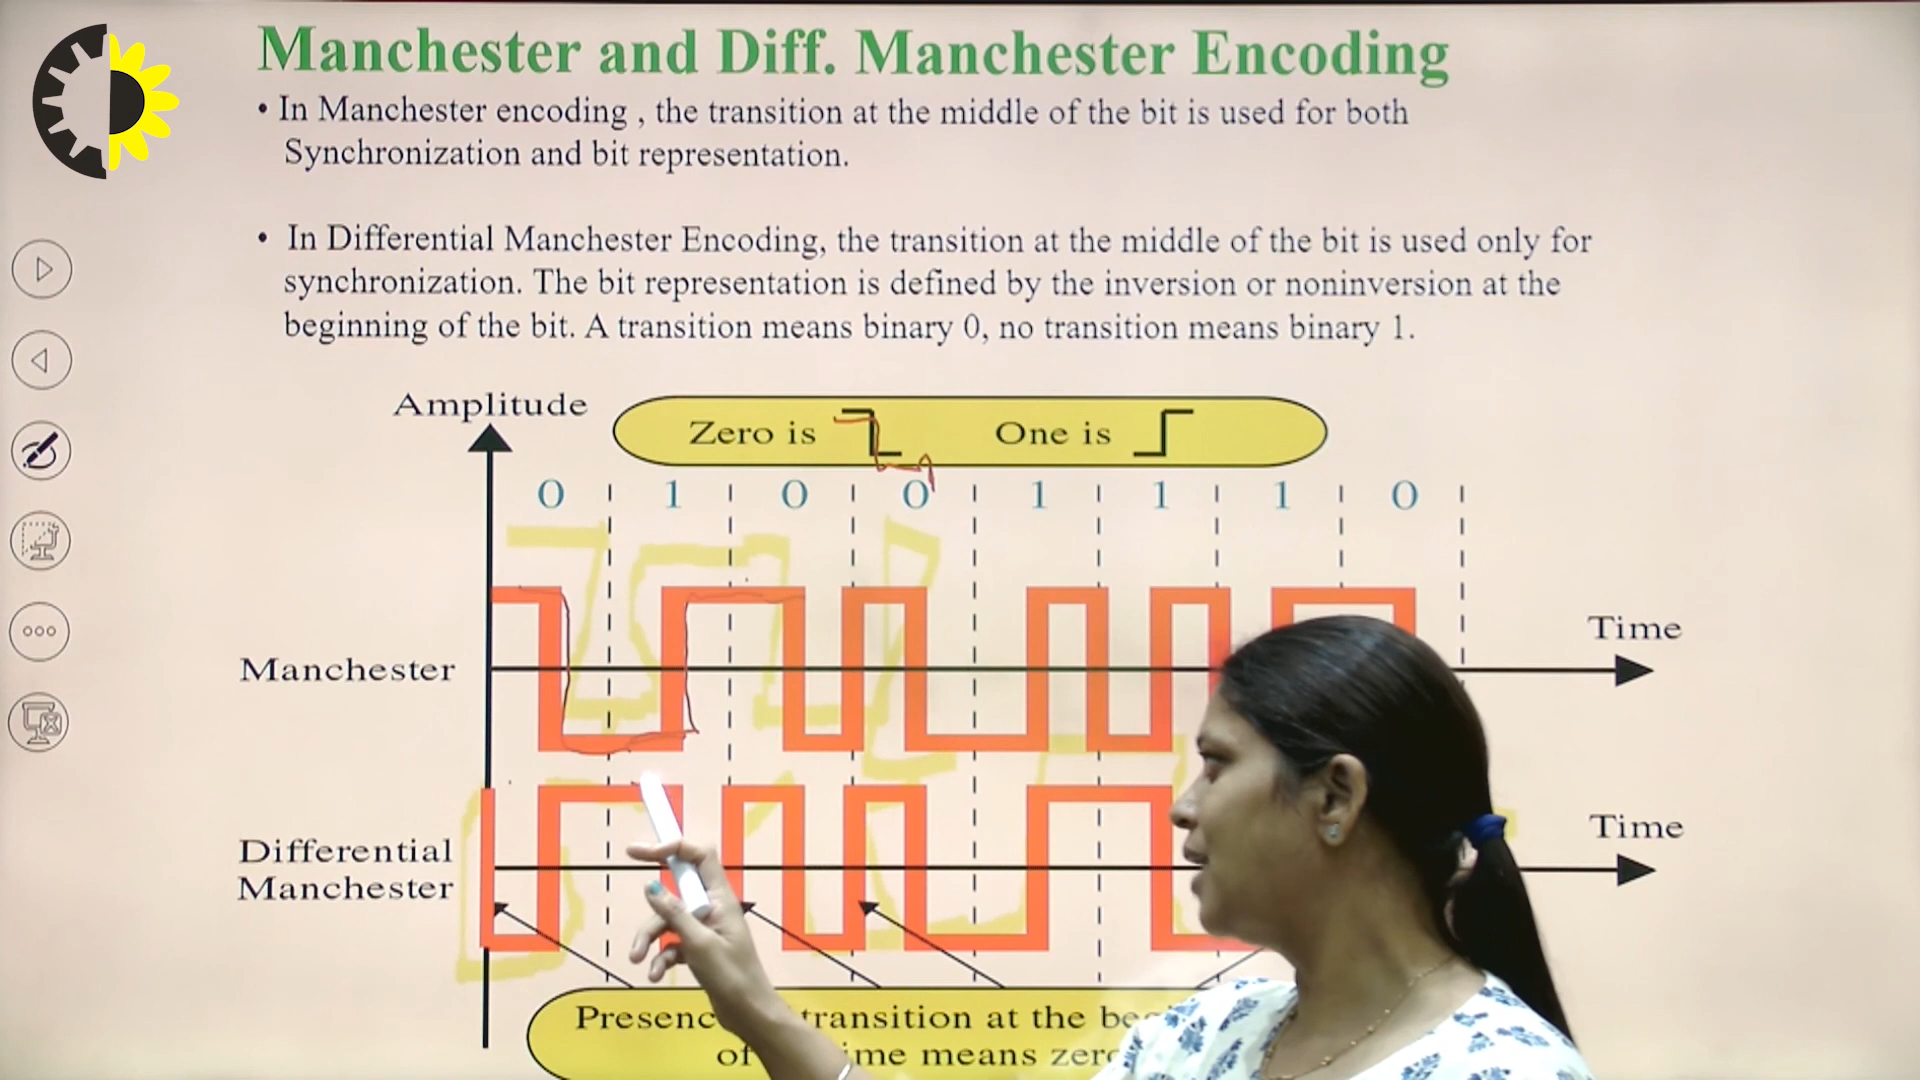 Manchester and Diff. Manchester Encoding
• In Manchester encoding , the transition at the middle of the bit is used for both
Synchronization and bit representation.
• In Differential Manchester Encoding, the transition at the middle of the bit is used only for
synchronization. The bit representation is defined by the inversion or noninversion at the
beginning of the bit. A transition means binary 0, no transition means binary 1.
Amplitude
Zero is One is
0 1 0 0 1 1 1 0
Time
Manchester
Time
Differential
Manchester
transition at the
of means